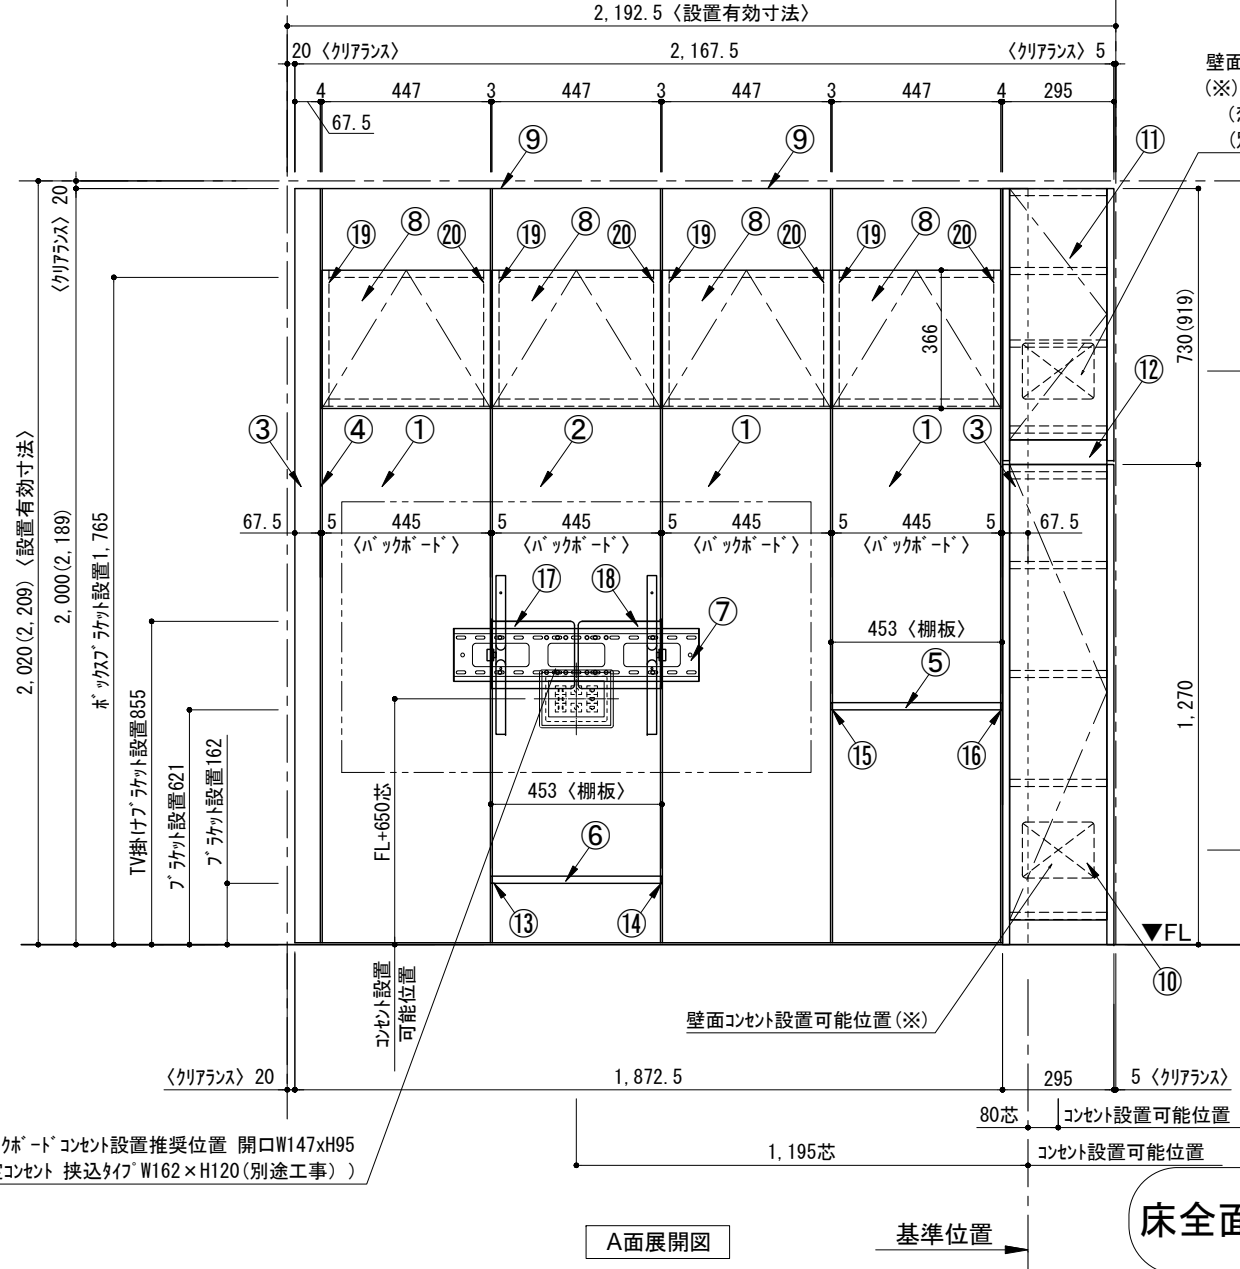 2,192.5〈設置有効寸法〉
20〈クリアランス〉
2,167.5
〈クリアランス〉5
4
447
3
447
3
447
3
447
4
295
67.5
壁面
(※)
⑨
⑨
⑪
〈クリアランス〉20
⑲
⑧
⑳
⑲
⑧
⑳
⑲
⑧
⑳
⑲
⑧
⑳
366
730(919)
⑫
③
④
①
②
①
①
③
2,020(2,209)〈設置有効寸法〉
2,000(2,189)
ボックスブラケット設置1,765
TV掛けブラケット設置855
ブラケット設置621
ブラケット設置162
67.5
5
445
5
445
5
445
5
445
5
67.5
〈バックボード〉
〈バックボード〉
〈バックボード〉
〈バックボード〉
⑰
⑱
⑦
453〈棚板〉
⑤
⑮
⑯
1,270
453〈棚板〉
FL+650芯
⑥
⑬
⑭
▼FL
⑩
コンセント設置
可能位置
壁面コンセント設置可能位置(※)
〈クリアランス〉20
1,872.5
295
5〈クリアランス〉
80芯
コンセント設置可能位置
クボードコンセント設置推奨位置 開口W147xH95
コンセント 挟込タイプW162×H120(別途工事))
1,195芯
コンセント設置可能位置
A面展開図
基準位置
床全面